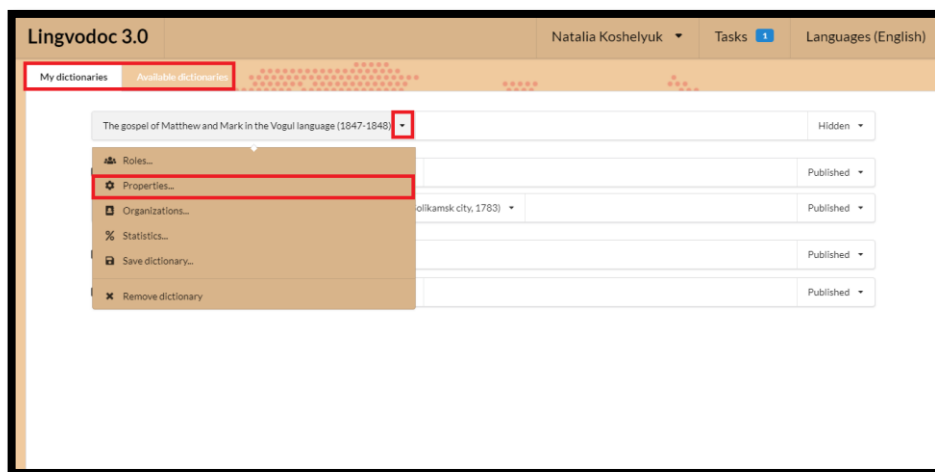 Lingvodoc 3.0
Natalia Koshelyuk
Tasks 1
Languages (English)
My dictionaries
Available dictionaries
The gospel of Matthew and Mark in the Vogul language (1847-1848)
Hidden
Roles...
Properties...
Published
Organizations...
olikamsk city, 1783)
Published
Statistics...
Published
Save dictionary...
Remove dictionary
Published